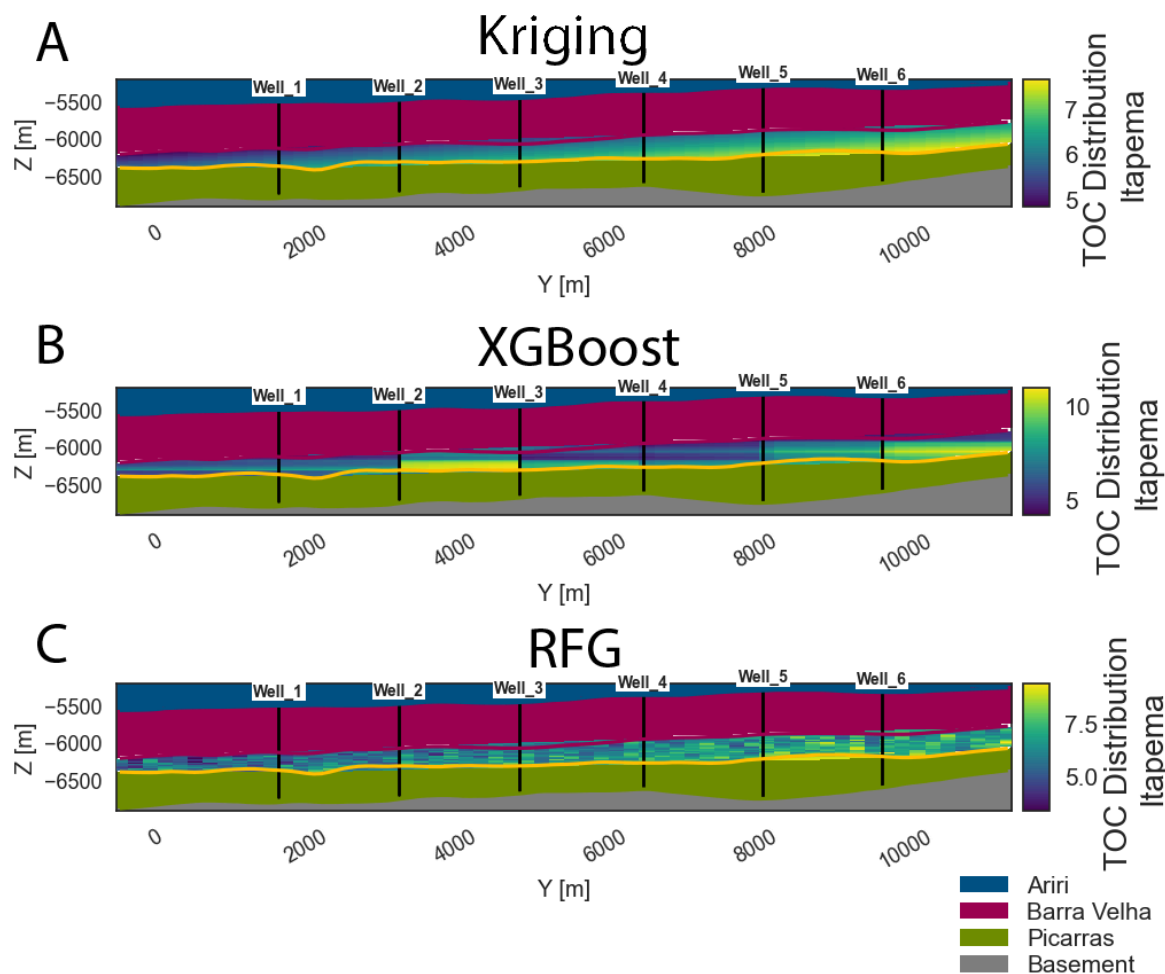 A
Kriging
Well_1
Well_2
Well_3
Well_4
Well_5
Well_6
−5500
−6000
−6500
Z [m]
0
2000
4000
6000
8000
10000
Y [m]
7
6
5
TOC Distribution
Itapema
B
XGBoost
Well_1
Well_2
Well_3
Well_4
Well_5
Well_6
−5500
−6000
−6500
Z [m]
0
2000
4000
6000
8000
10000
Y [m]
10
5
TOC Distribution
Itapema
C
RFG
Well_1
Well_2
Well_3
Well_4
Well_5
Well_6
−5500
−6000
−6500
Z [m]
0
2000
4000
6000
8000
10000
Y [m]
7.5
5.0
TOC Distribution
Itapema
Ariri
Barra Velha
Picarras
Basement